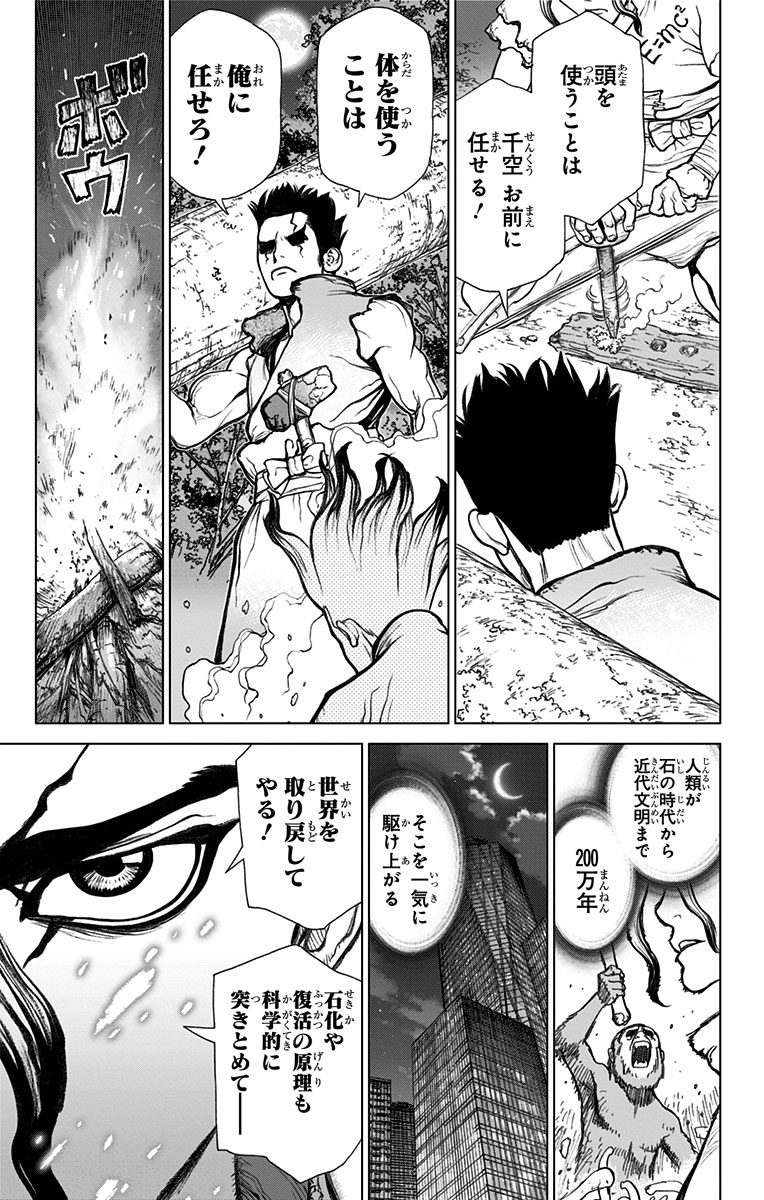 E=mc²
頭を
使うことは
千空 お前に
任せる！
体を使う
ことは
俺に
任せろ！
ボウ
人類が
石の時代から
近代文明まで
200万年
そこを一気に
駆け上がる
世界を
取り戻して
やる！
石化や
復活の原理も
科学的に
突きとめて――